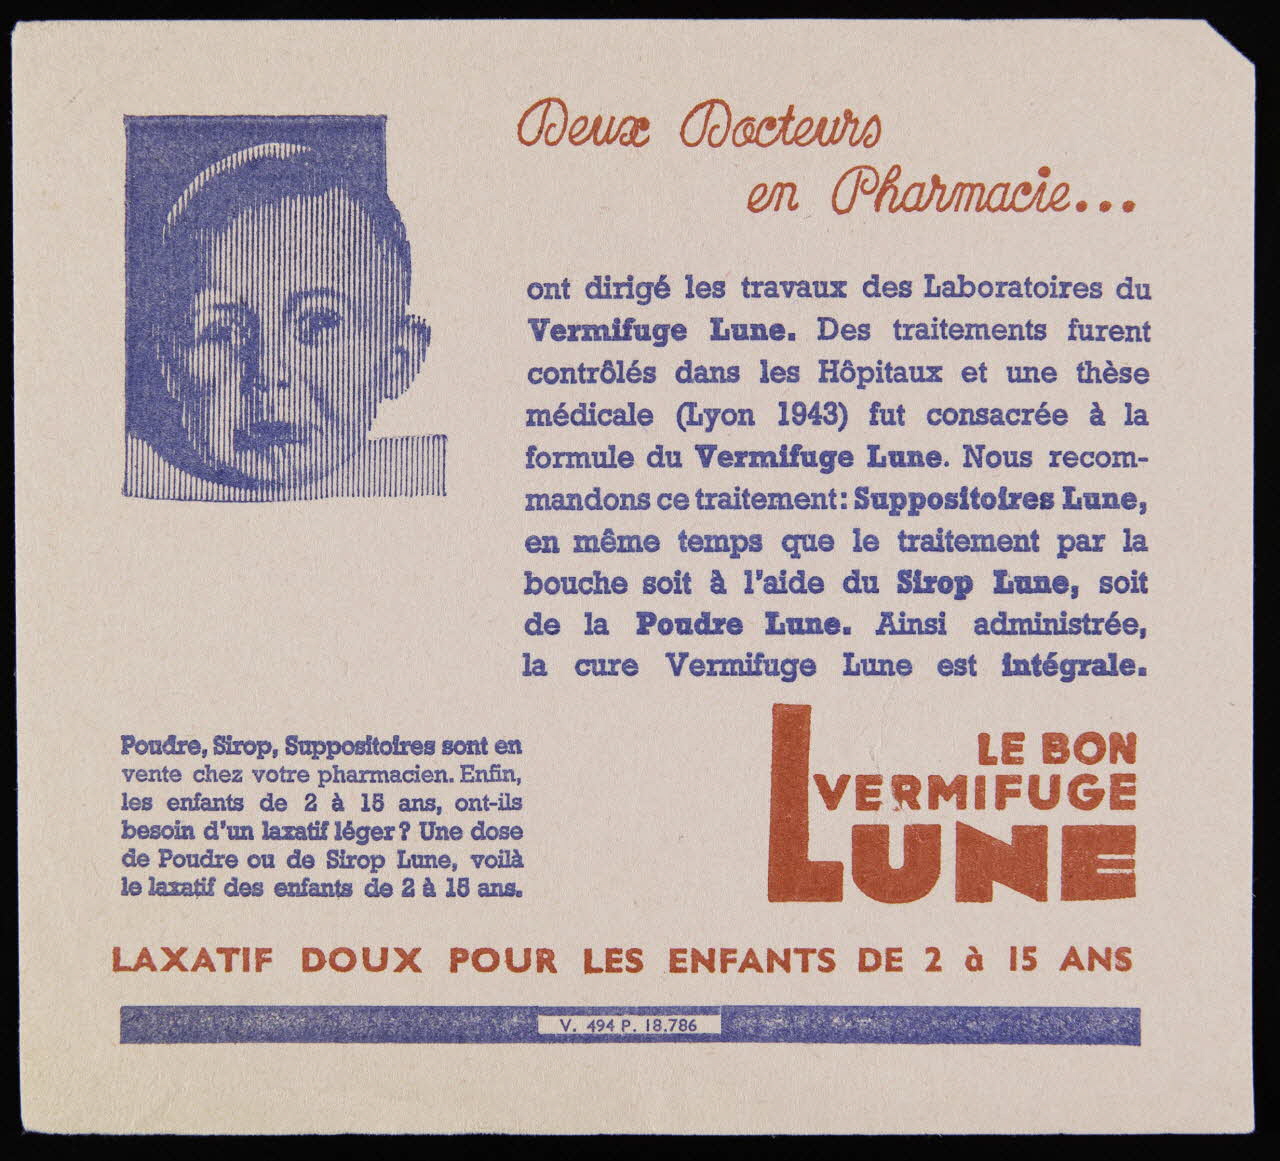 Deux Docteurs
en Pharmacie...
ont dirigé les travaux des Laboratoires du
Vermifuge Lune. Des traitements furent
contrôlés dans les Hôpitaux et une thèse
médicale (Lyon 1943) fut consacrée à la
formule du Vermifuge Lune. Nous recom-
mandons ce traitement: Suppositoires Lune,
en même temps que le traitement par la
bouche soit à l'aide du Sirop Lune, soit
de la Poudre Lune. Ainsi administrée,
la cure Vermifuge Lune est intégrale.
Poudre, Sirop, Suppositoires sont en
vente chez votre pharmacien. Enfin,
les enfants de 2 à 15 ans, ont-ils
besoin d'un laxatif léger? Une dose
de Poudre ou de Sirop Lune, voilà
le laxatif des enfants de 2 à 15 ans.
LE BON
VERMIFUGE
LUNE
LAXATIF DOUX POUR LES ENFANTS DE 2 à 15 ANS
V. 494 P. 18.786